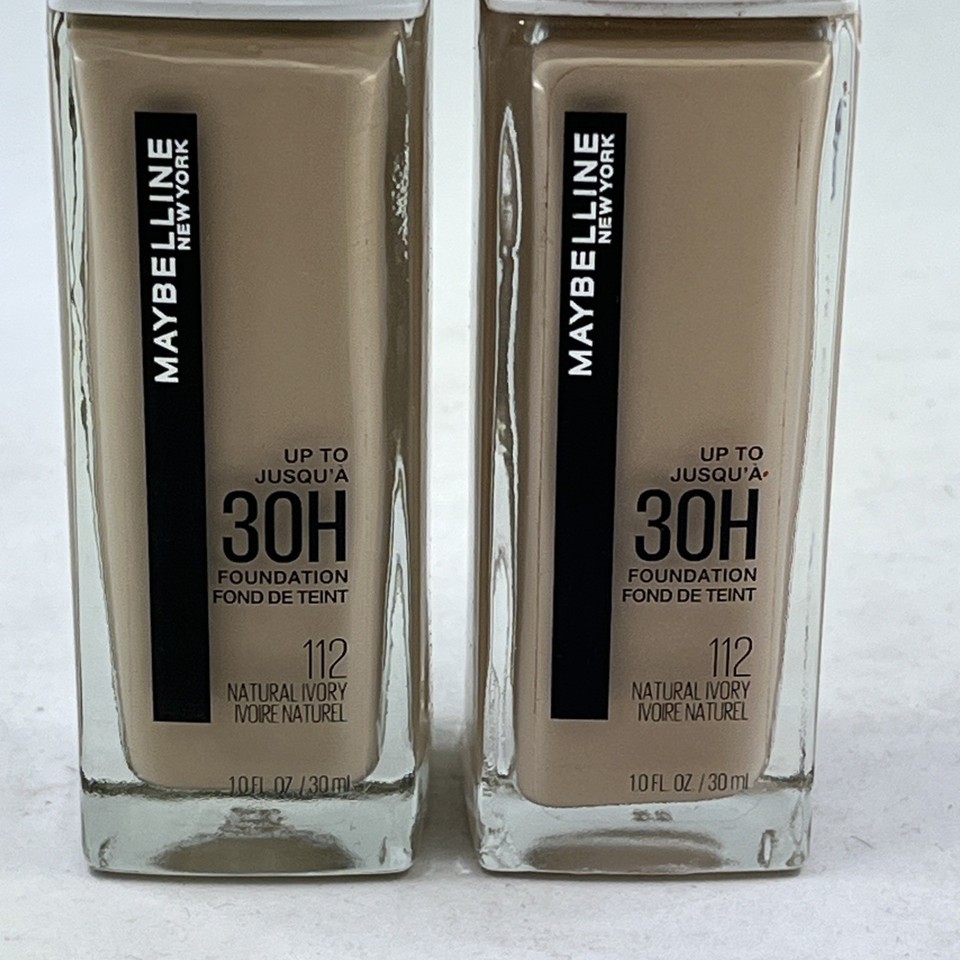 MAYBELLINE
NEW YORK
UP TO
JUSQU'À
30H
FOUNDATION
FOND DE TEINT
112
NATURAL IVORY
IVOIRE NATUREL
1.0 FL. OZ. / 30 ml
MAYBELLINE
NEW YORK
UP TO
JUSQU'À
30H
FOUNDATION
FOND DE TEINT
112
NATURAL IVORY
IVOIRE NATUREL
1.0 FL. OZ. / 30 ml